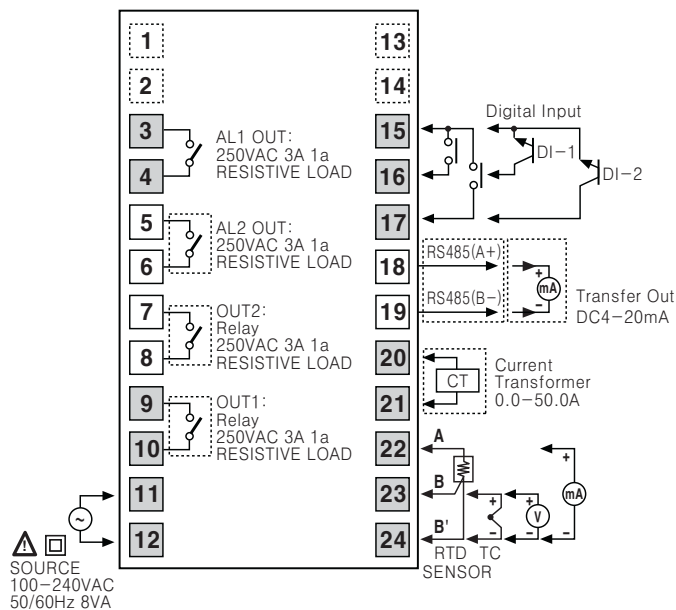 1
2
3
4
5
6
7
8
9
10
11
12
AL1 OUT:
250VAC 3A 1a
RESISTIVE LOAD
AL2 OUT:
250VAC 3A 1a
RESISTIVE LOAD
OUT2:
Relay
250VAC 3A 1a
RESISTIVE LOAD
OUT1:
Relay
250VAC 3A 1a
RESISTIVE LOAD
SOURCE
100-240VAC
50/60Hz 8VA
13
14
15
16
17
18
19
20
21
22
23
24
Digital Input
DI-1
DI-2
RS485(A+)
RS485(B-)
+
mA
-
Transfer Out
DC4-20mA
CT
Current
Transformer
0.0-50.0A
A
B
B'
RTD
SENSOR
+
-
TC
+
V
-
+
mA
-